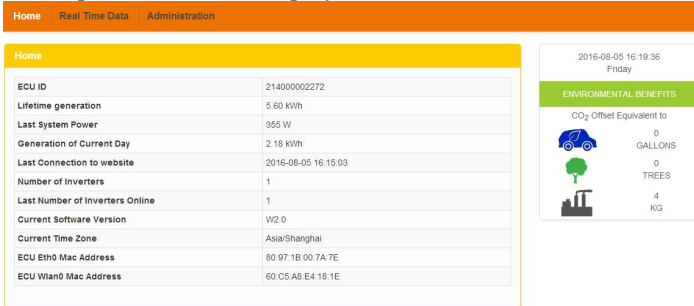 Home Real Time Data Administration
Home
ECU ID 214000002272
Lifetime generation 5.60 kWh
Last System Power 355 W
Generation of Current Day 2.18 kWh
Last Connection to website 2016-08-05 16:15:03
Number of Inverters 1
Last Number of Inverters Online 1
Current Software Version W2.0
Current Time Zone Asia/Shanghai
ECU Eth0 Mac Address 80:97:1B:00:7A:7E
ECU Wlan0 Mac Address 60:C5:A8:E4:18:1E
2016-08-05 16:19:36
Friday
ENVIRONMENTAL BENEFITS
CO2 Offset Equivalent to
0
GALLONS
0
TREES
4
KG